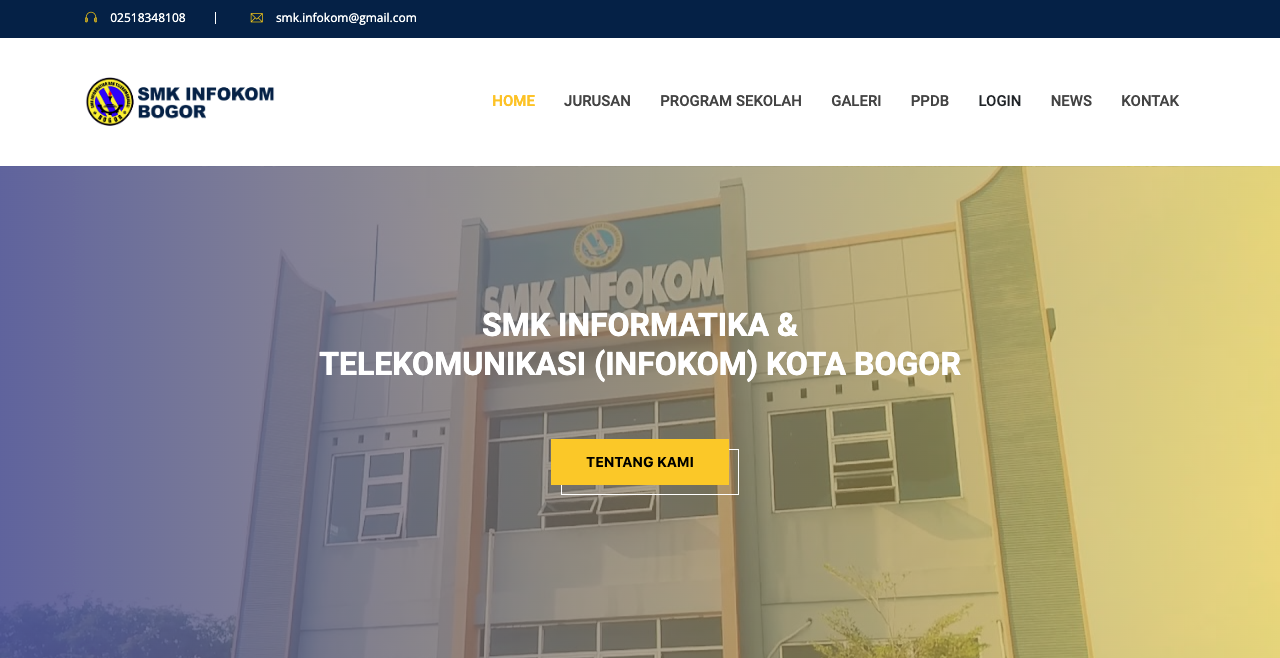 02518348108 | smk.infokom@gmail.com
SMK INFOKOM
BOGOR
HOME JURUSAN PROGRAM SEKOLAH GALERI PPDB LOGIN NEWS KONTAK
SMK INFOKOM
SMK INFORMATIKA &
TELEKOMUNIKASI (INFOKOM) KOTA BOGOR
TENTANG KAMI